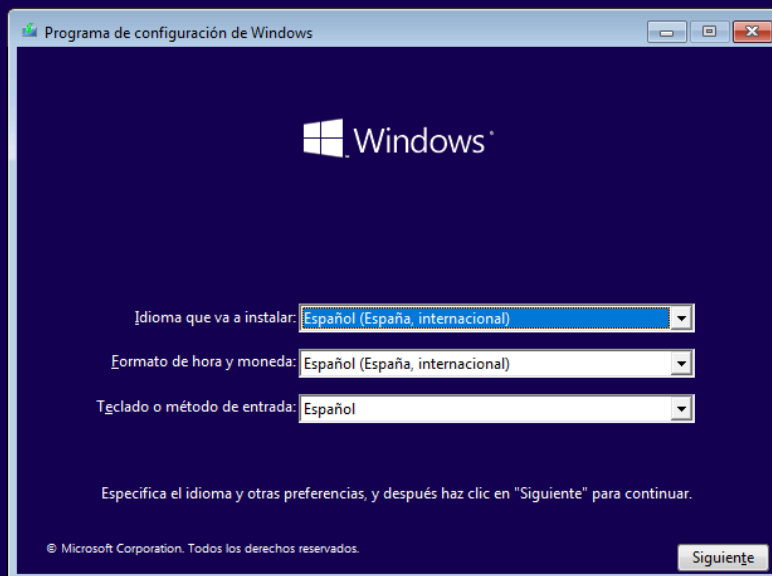 Programa de configuración de Windows
Windows
Idioma que va a instalar: Español (España, internacional)
Formato de hora y moneda: Español (España, internacional)
Teclado o método de entrada: Español
Especifica el idioma y otras preferencias, y después haz clic en "Siguiente" para continuar.
© Microsoft Corporation. Todos los derechos reservados.
Siguiente